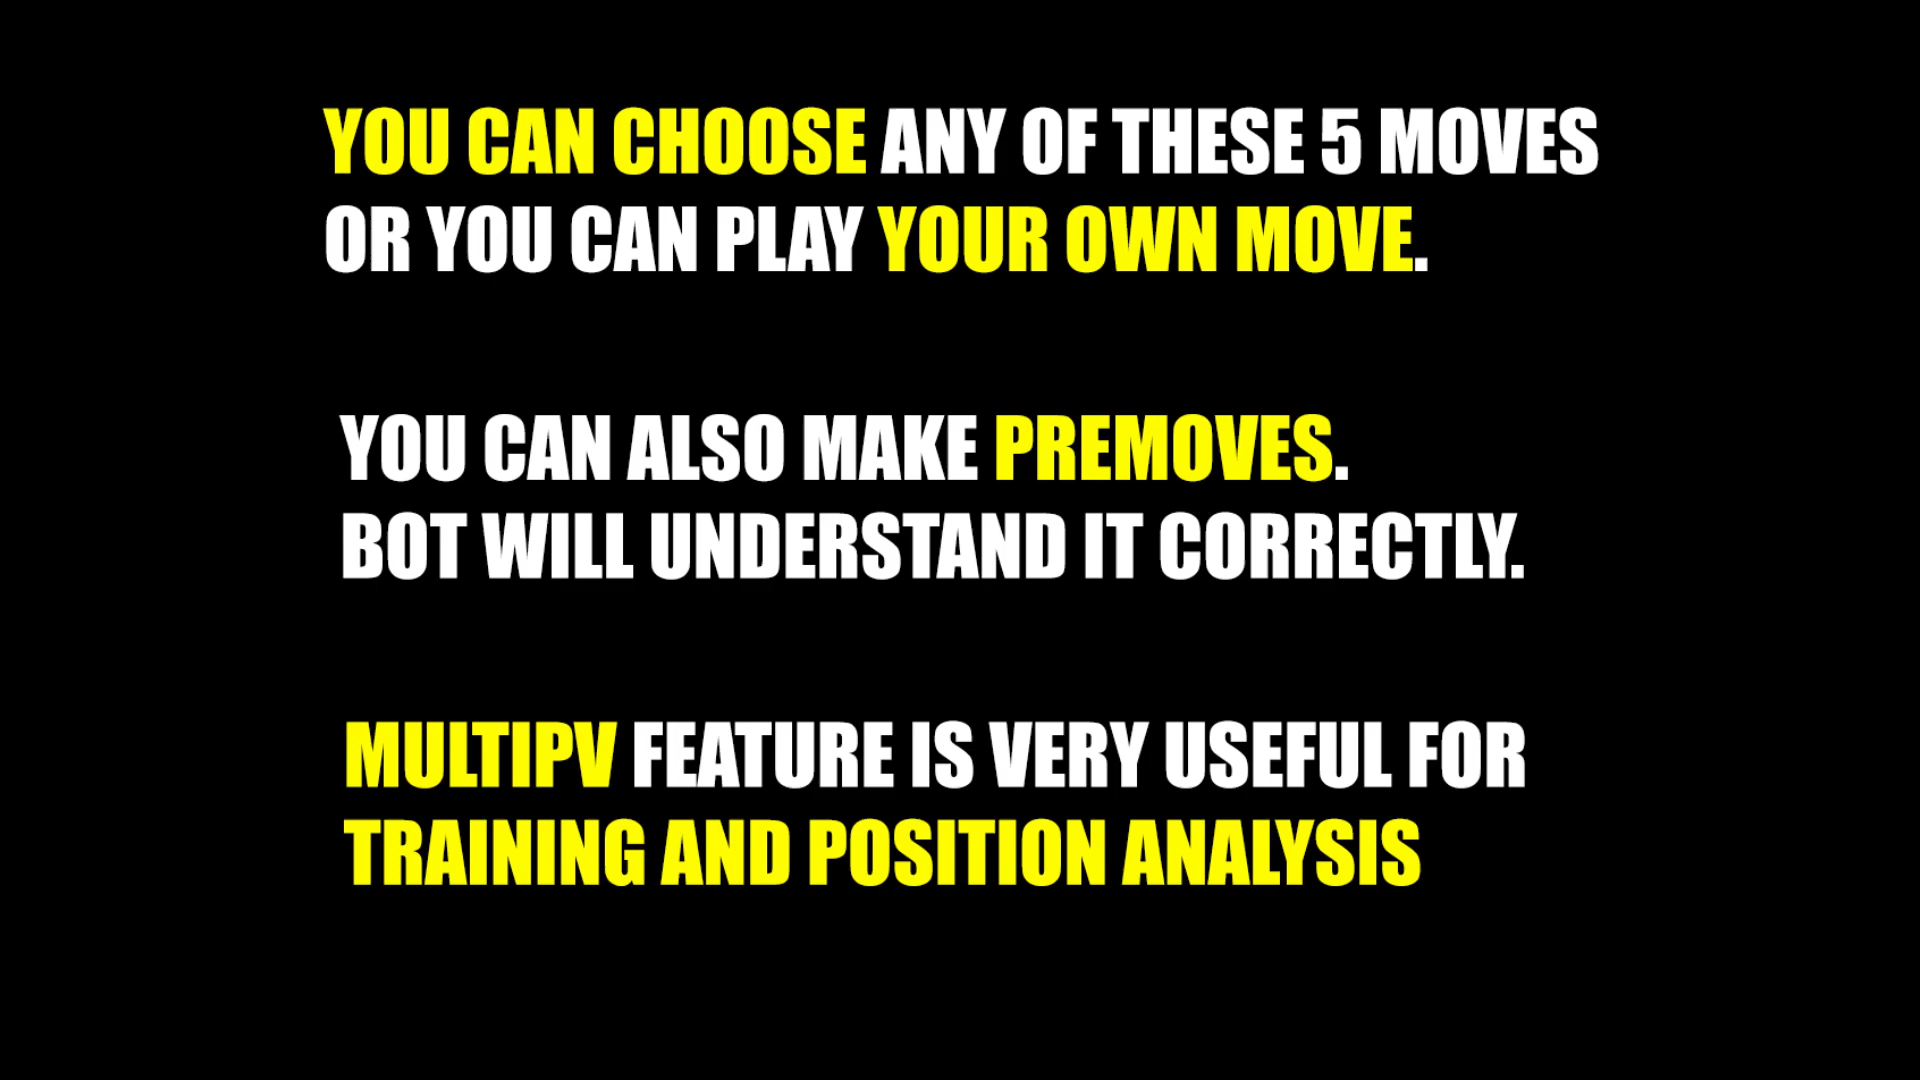 YOU CAN CHOOSE ANY OF THESE 5 MOVES
OR YOU CAN PLAY YOUR OWN MOVE.
YOU CAN ALSO MAKE PREMOVES.
BOT WILL UNDERSTAND IT CORRECTLY.
MULTIPV FEATURE IS VERY USEFUL FOR
TRAINING AND POSITION ANALYSIS